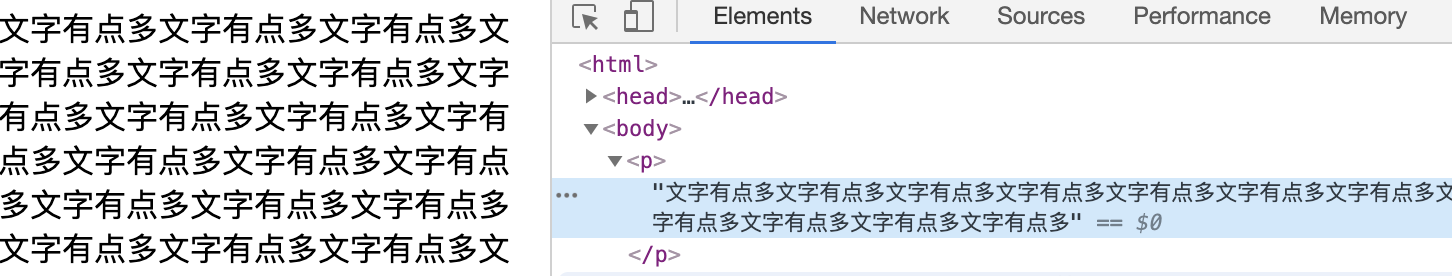 文字有点多文字有点多文字有点多文
字有点多文字有点多文字有点多文字
有点多文字有点多文字有点多文字有
点多文字有点多文字有点多文字有点
多文字有点多文字有点多文字有点多
文字有点多文字有点多文字有点多文
Elements Network Sources Performance Memory
<html>
<head>…</head>
<body>
<p>
"文字有点多文字有点多文字有点多文字有点多文字有点多文字有点多文字有点多文
字有点多文字有点多文字有点多文字有点多" == $0
</p>